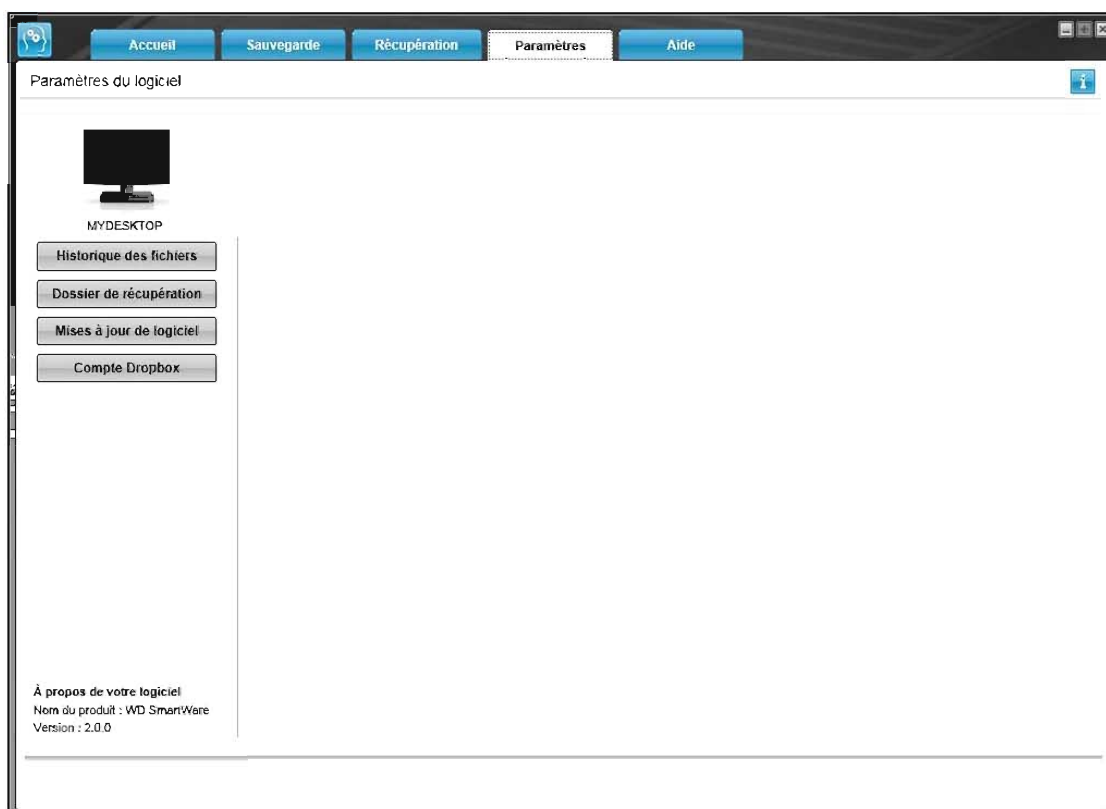 Accueil
Sauvegarde
Récupération
Paramètres
Aide
Paramètres du logiciel
MYDESKTOP
Historique des fichiers
Dossier de récupération
Mises à jour de logiciel
Compte Dropbox
À propos de votre logiciel
Nom du produit : WD SmartWare
Version : 2.0.0